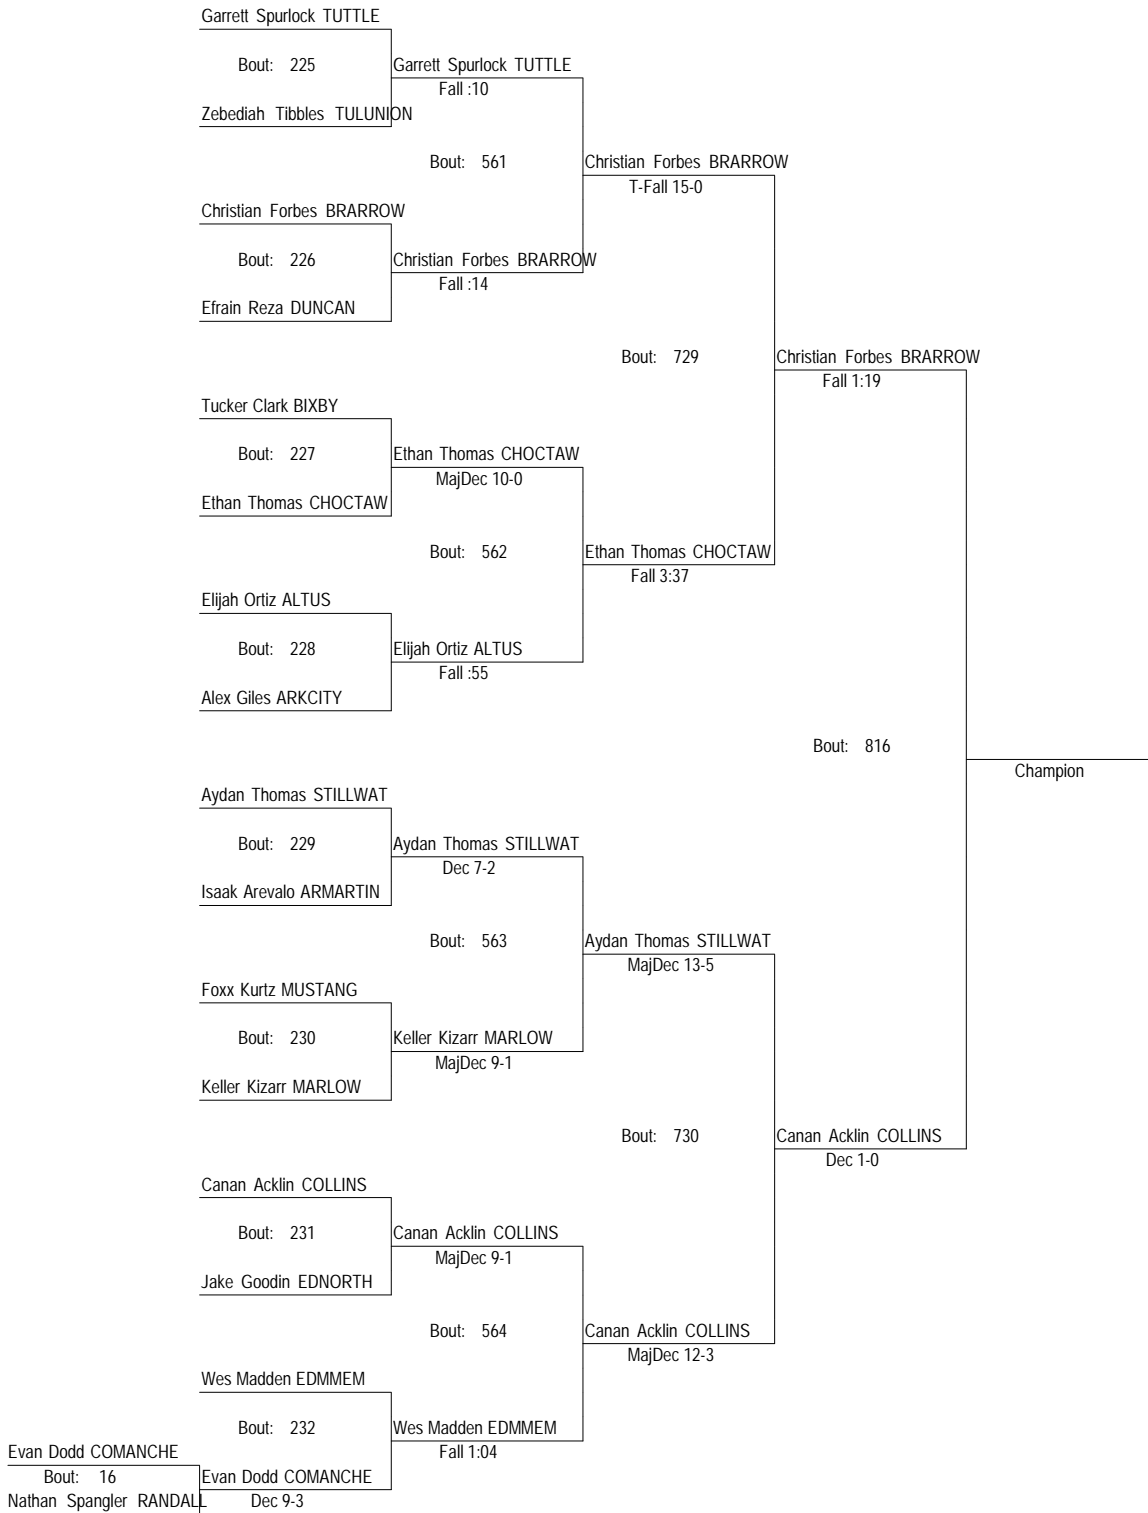 Garrett Spurlock TUTTLE
Bout: 225
Garrett Spurlock TUTTLE
Fall :10
Zebediah Tibbles TULUNION
Bout: 561
Christian Forbes BRARROW
T-Fall 15-0
Christian Forbes BRARROW
Bout: 226
Christian Forbes BRARROW
Fall :14
Efrain Reza DUNCAN
Bout: 729
Christian Forbes BRARROW
Fall 1:19
Tucker Clark BIXBY
Bout: 227
Ethan Thomas CHOCTAW
MajDec 10-0
Ethan Thomas CHOCTAW
Bout: 562
Ethan Thomas CHOCTAW
Fall 3:37
Elijah Ortiz ALTUS
Bout: 228
Elijah Ortiz ALTUS
Fall :55
Alex Giles ARKCITY
Bout: 816
Champion
Aydan Thomas STILLWAT
Bout: 229
Aydan Thomas STILLWAT
Dec 7-2
Isaak Arevalo ARMARTIN
Bout: 563
Aydan Thomas STILLWAT
MajDec 13-5
Foxx Kurtz MUSTANG
Bout: 230
Keller Kizarr MARLOW
MajDec 9-1
Keller Kizarr MARLOW
Bout: 730
Canan Acklin COLLINS
Dec 1-0
Canan Acklin COLLINS
Bout: 231
Canan Acklin COLLINS
MajDec 9-1
Jake Goodin EDNORTH
Bout: 564
Canan Acklin COLLINS
MajDec 12-3
Wes Madden EDMMEM
Bout: 232
Wes Madden EDMMEM
Fall 1:04
Evan Dodd COMANCHE
Bout: 16
Evan Dodd COMANCHE
Nathan Spangler RANDALL
Dec 9-3